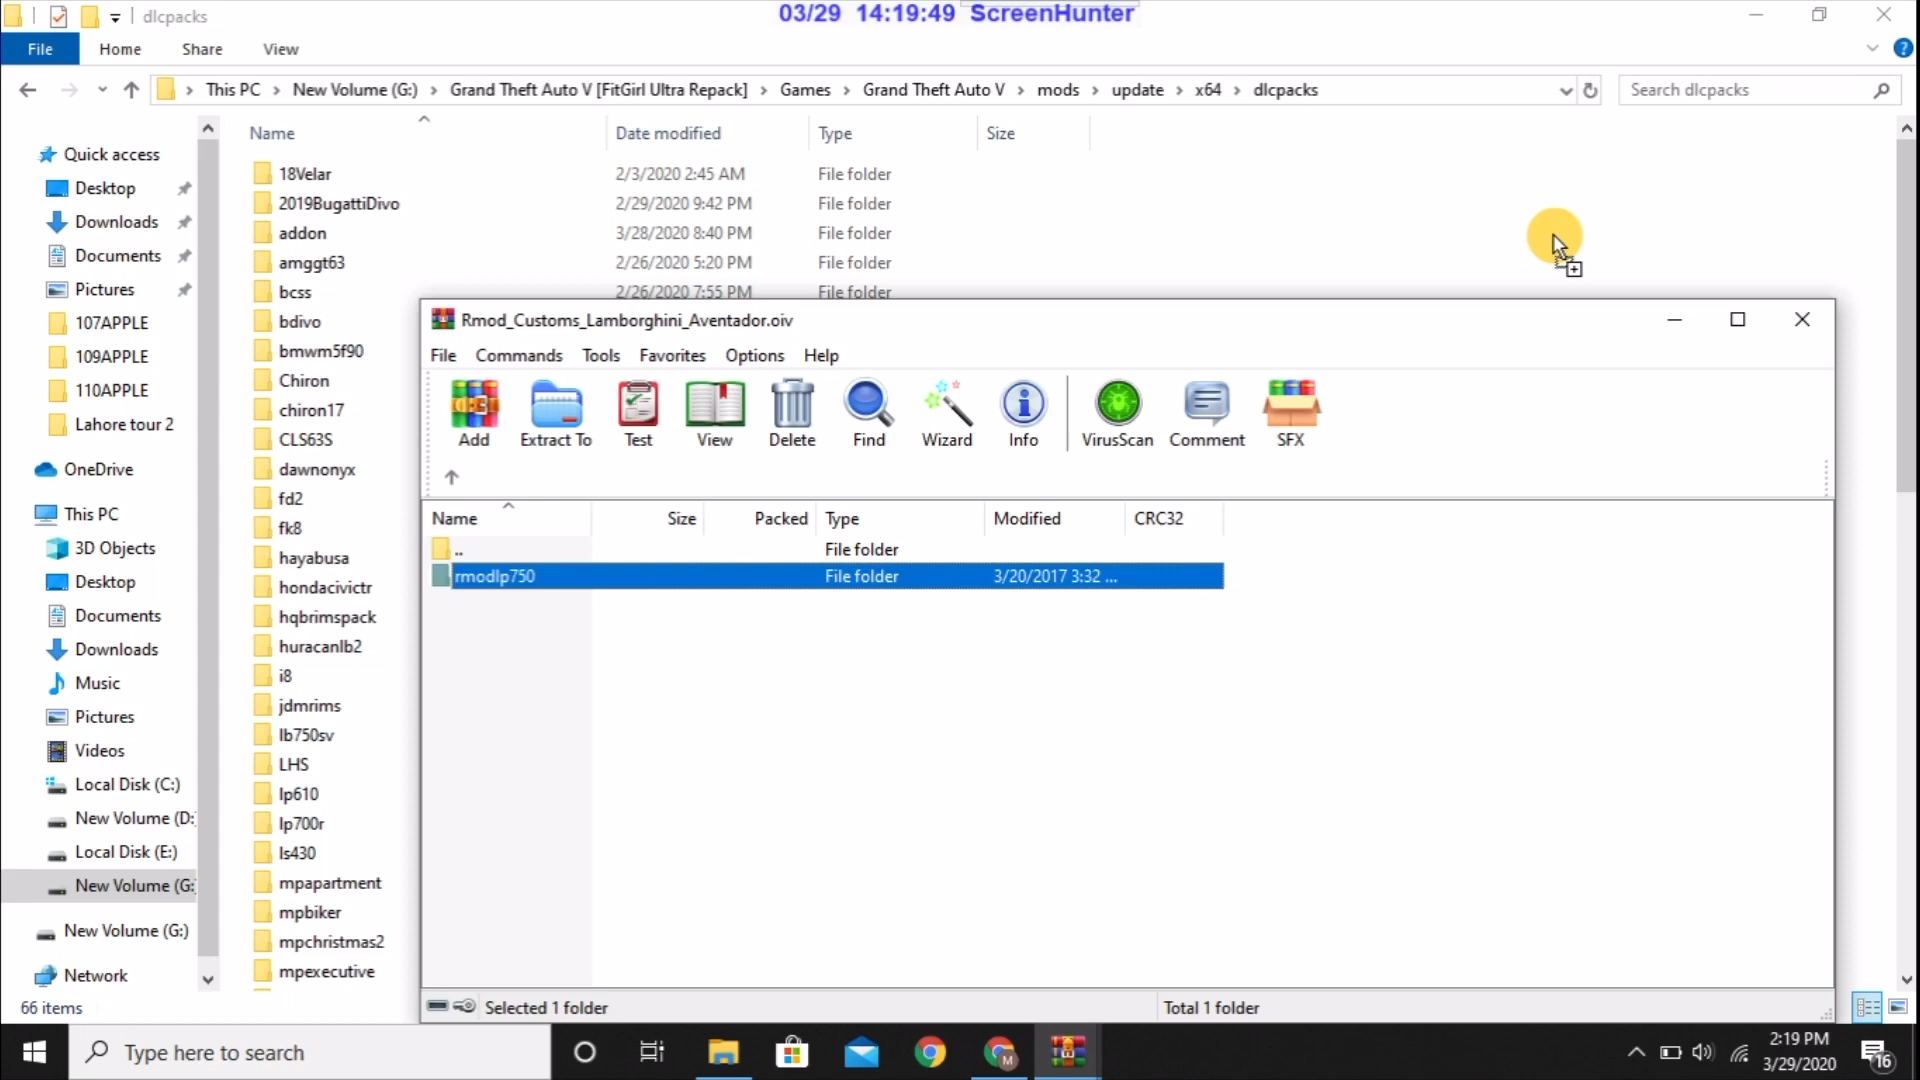 dlcpacks
03/29 14:19:49 ScreenHunter
File Home Share View
This PC New Volume (G:) Grand Theft Auto V [FitGirl Ultra Repack] Games Grand Theft Auto V mods update x64 dlcpacks
Search dlcpacks
Name Date modified Type Size
Quick access
Desktop
Downloads
Documents
Pictures
107APPLE
109APPLE
110APPLE
Lahore tour 2
OneDrive
This PC
3D Objects
Desktop
Documents
Downloads
Music
Pictures
Videos
Local Disk (C:)
New Volume (D:
Local Disk (E:)
New Volume (G:
New Volume (G:)
Network
66 items
18Velar 2/3/2020 2:45 AM File folder
2019BugattiDivo 2/29/2020 9:42 PM File folder
addon 3/28/2020 8:40 PM File folder
amggt63 2/26/2020 5:20 PM File folder
bcss 2/26/2020 7:55 PM File folder
bdivo
bmwm5f90
Chiron
chiron17
CLS63S
dawnonyx
fd2
fk8
hayabusa
hondacivictr
hqbrimspack
huracanlb2
i8
jdmrims
lb750sv
LHS
lp610
lp700r
ls430
mpapartment
mpbiker
mpchristmas2
mpexecutive
Rmod_Customs_Lamborghini_Aventador.oiv
File Commands Tools Favorites Options Help
Add Extract To Test View Delete Find Wizard Info VirusScan Comment SFX
Name Size Packed Type Modified CRC32
.. File folder
rmodlp750 File folder 3/20/2017 3:32 ...
Selected 1 folder Total 1 folder
Type here to search
M
2:19 PM
3/29/2020
16